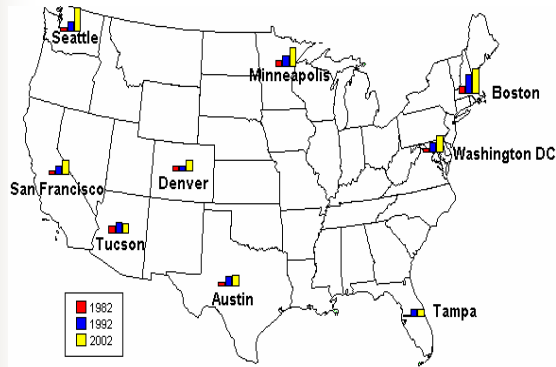 Seattle
Minneapolis
Boston
Washington DC
San Francisco
Denver
Tucson
Austin
Tampa
1982
1992
2002